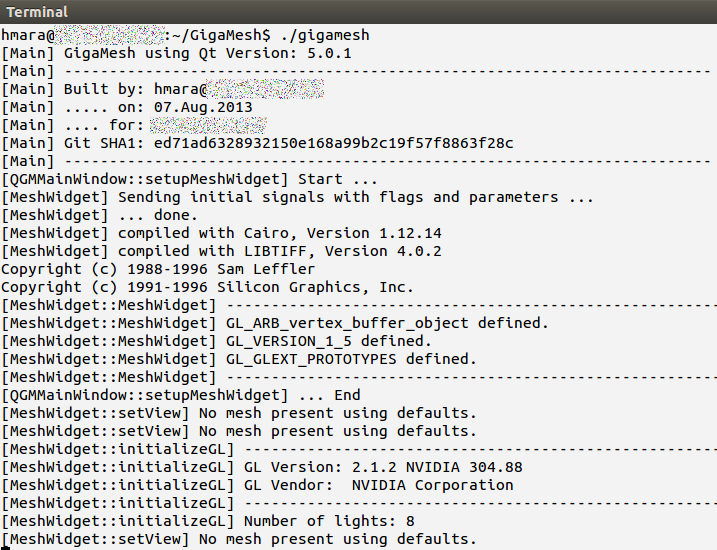 Terminal
hmara@ :~/GigaMesh$ ./gigamesh
[Main] GigaMesh using Qt Version: 5.0.1
[Main] ------------------------------------------------------------------------
[Main] Built by: hmara@
[Main] ..... on: 07.Aug.2013
[Main] .... for:
[Main] Git SHA1: ed71ad6328932150e168a99b2c19f57f8863f28c
[Main] ------------------------------------------------------------------------
[QGMMainWindow::setupMeshWidget] Start ...
[MeshWidget] Sending initial signals with flags and parameters ...
[MeshWidget] ... done.
[MeshWidget] compiled with Cairo, Version 1.12.14
[MeshWidget] compiled with LIBTIFF, Version 4.0.2
Copyright (c) 1988-1996 Sam Leffler
Copyright (c) 1991-1996 Silicon Graphics, Inc.
[MeshWidget::MeshWidget] -------------------------------------------------------
[MeshWidget::MeshWidget] GL_ARB_vertex_buffer_object defined.
[MeshWidget::MeshWidget] GL_VERSION_1_5 defined.
[MeshWidget::MeshWidget] GL_GLEXT_PROTOTYPES defined.
[MeshWidget::MeshWidget] -------------------------------------------------------
[QGMMainWindow::setupMeshWidget] ... End
[MeshWidget::setView] No mesh present using defaults.
[MeshWidget::setView] No mesh present using defaults.
[MeshWidget::initializeGL] -----------------------------------------------------
[MeshWidget::initializeGL] GL Version: 2.1.2 NVIDIA 304.88
[MeshWidget::initializeGL] GL Vendor:  NVIDIA Corporation
[MeshWidget::initializeGL] -----------------------------------------------------
[MeshWidget::initializeGL] Number of lights: 8
[MeshWidget::setView] No mesh present using defaults.